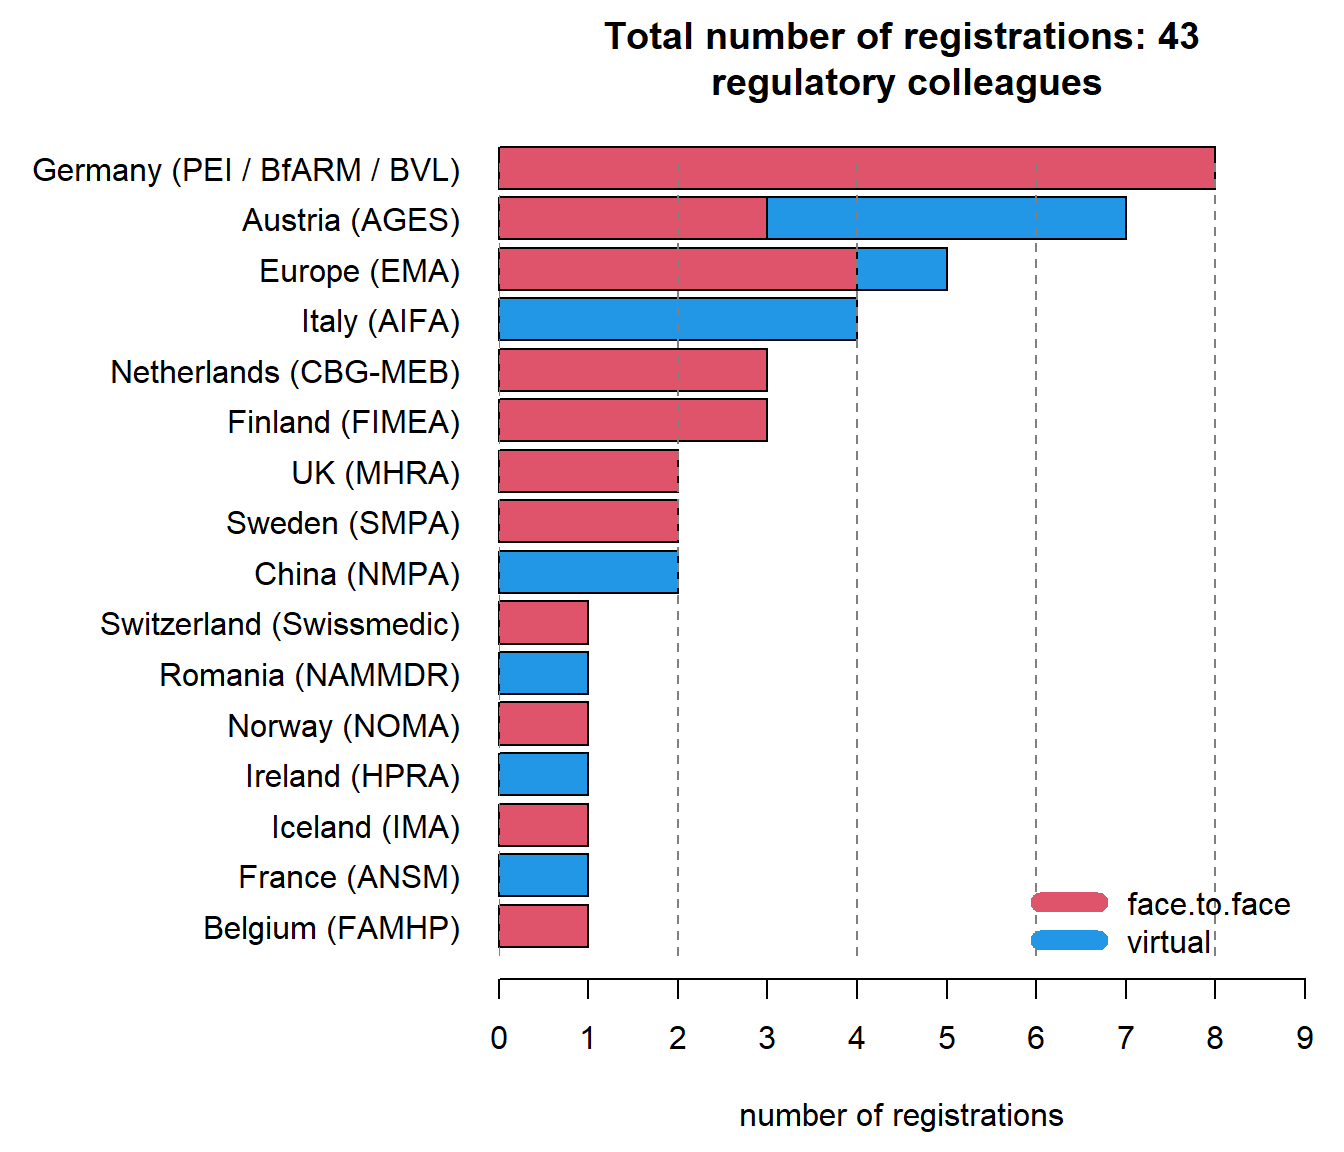 Total number of registrations: 43
regulatory colleagues
Germany (PEI / BfARM / BVL)
Austria (AGES)
Europe (EMA)
Italy (AIFA)
Netherlands (CBG-MEB)
Finland (FIMEA)
UK (MHRA)
Sweden (SMPA)
China (NMPA)
Switzerland (Swissmedic)
Romania (NAMMDR)
Norway (NOMA)
Ireland (HPRA)
Iceland (IMA)
France (ANSM)
Belgium (FAMHP)
face.to.face
virtual
0 1 2 3 4 5 6 7 8 9
number of registrations